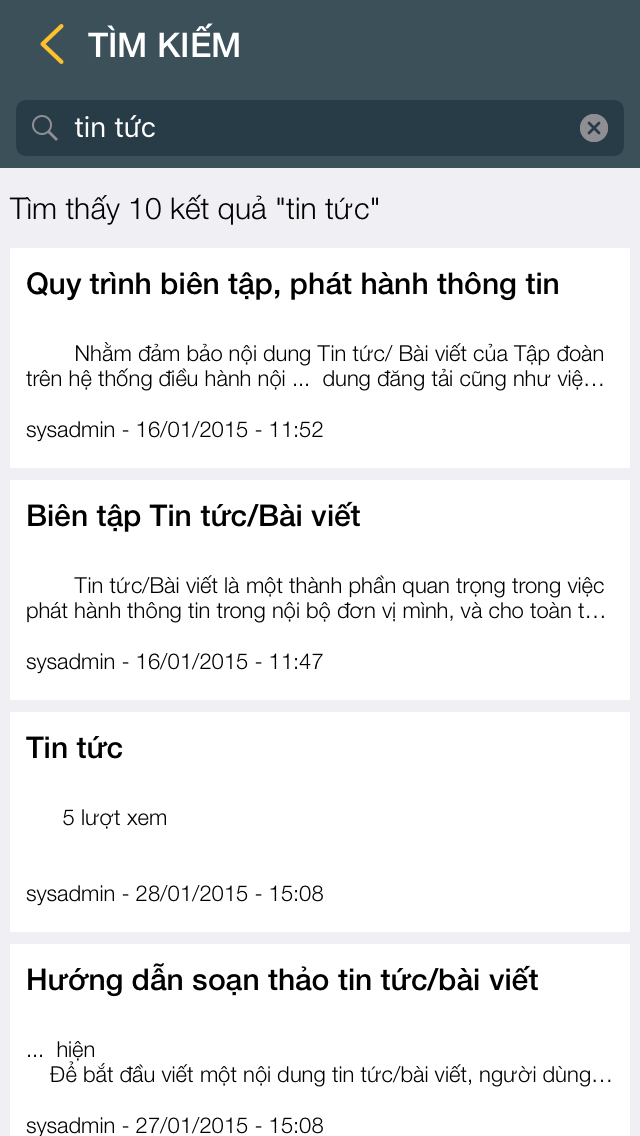 TÌM KIẾM
tin tức
Tìm thấy 10 kết quả "tin tức"
Quy trình biên tập, phát hành thông tin
Nhằm đảm bảo nội dung Tin tức/ Bài viết của Tập đoàn
trên hệ thống điều hành nội ... dung đăng tải cũng như việ...
sysadmin - 16/01/2015 - 11:52
Biên tập Tin tức/Bài viết
Tin tức/Bài viết là một thành phần quan trọng trong việc
phát hành thông tin trong nội bộ đơn vị mình, và cho toàn t...
sysadmin - 16/01/2015 - 11:47
Tin tức
5 lượt xem
sysadmin - 28/01/2015 - 15:08
Hướng dẫn soạn thảo tin tức/bài viết
... hiện
Để bắt đầu viết một nội dung tin tức/bài viết, người dùng...
sysadmin - 27/01/2015 - 15:08